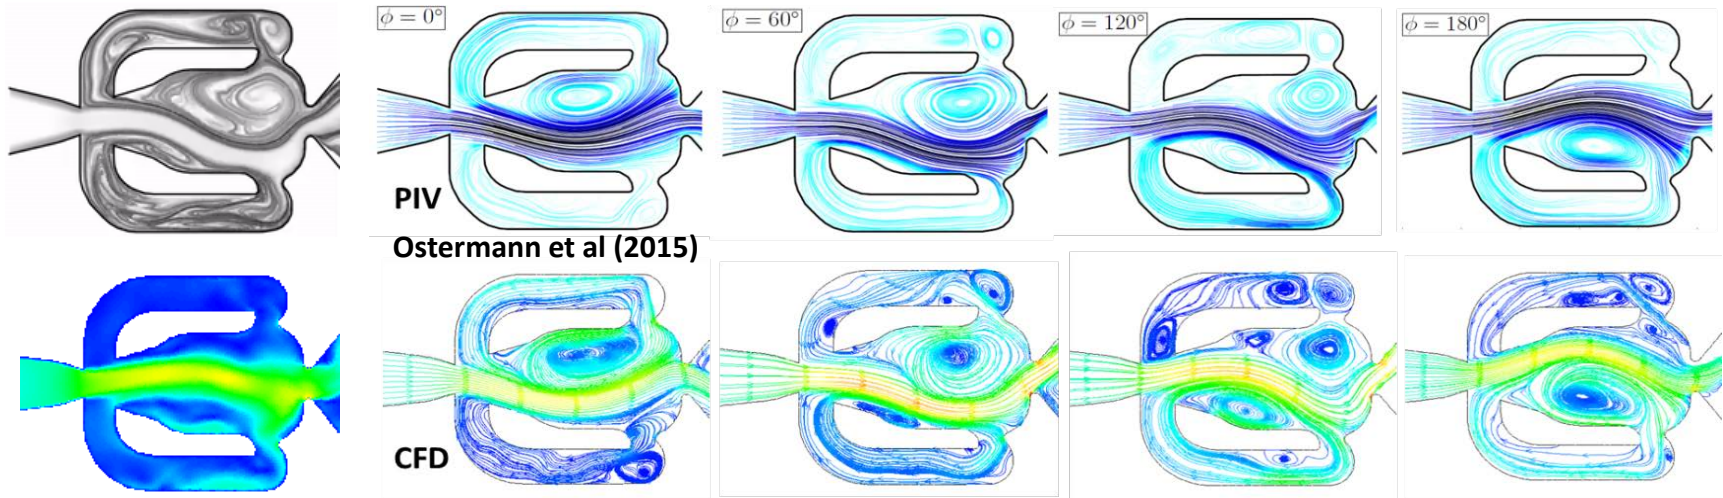 ϕ = 0°
ϕ = 60°
ϕ = 120°
ϕ = 180°
PIV
Ostermann et al (2015)
CFD